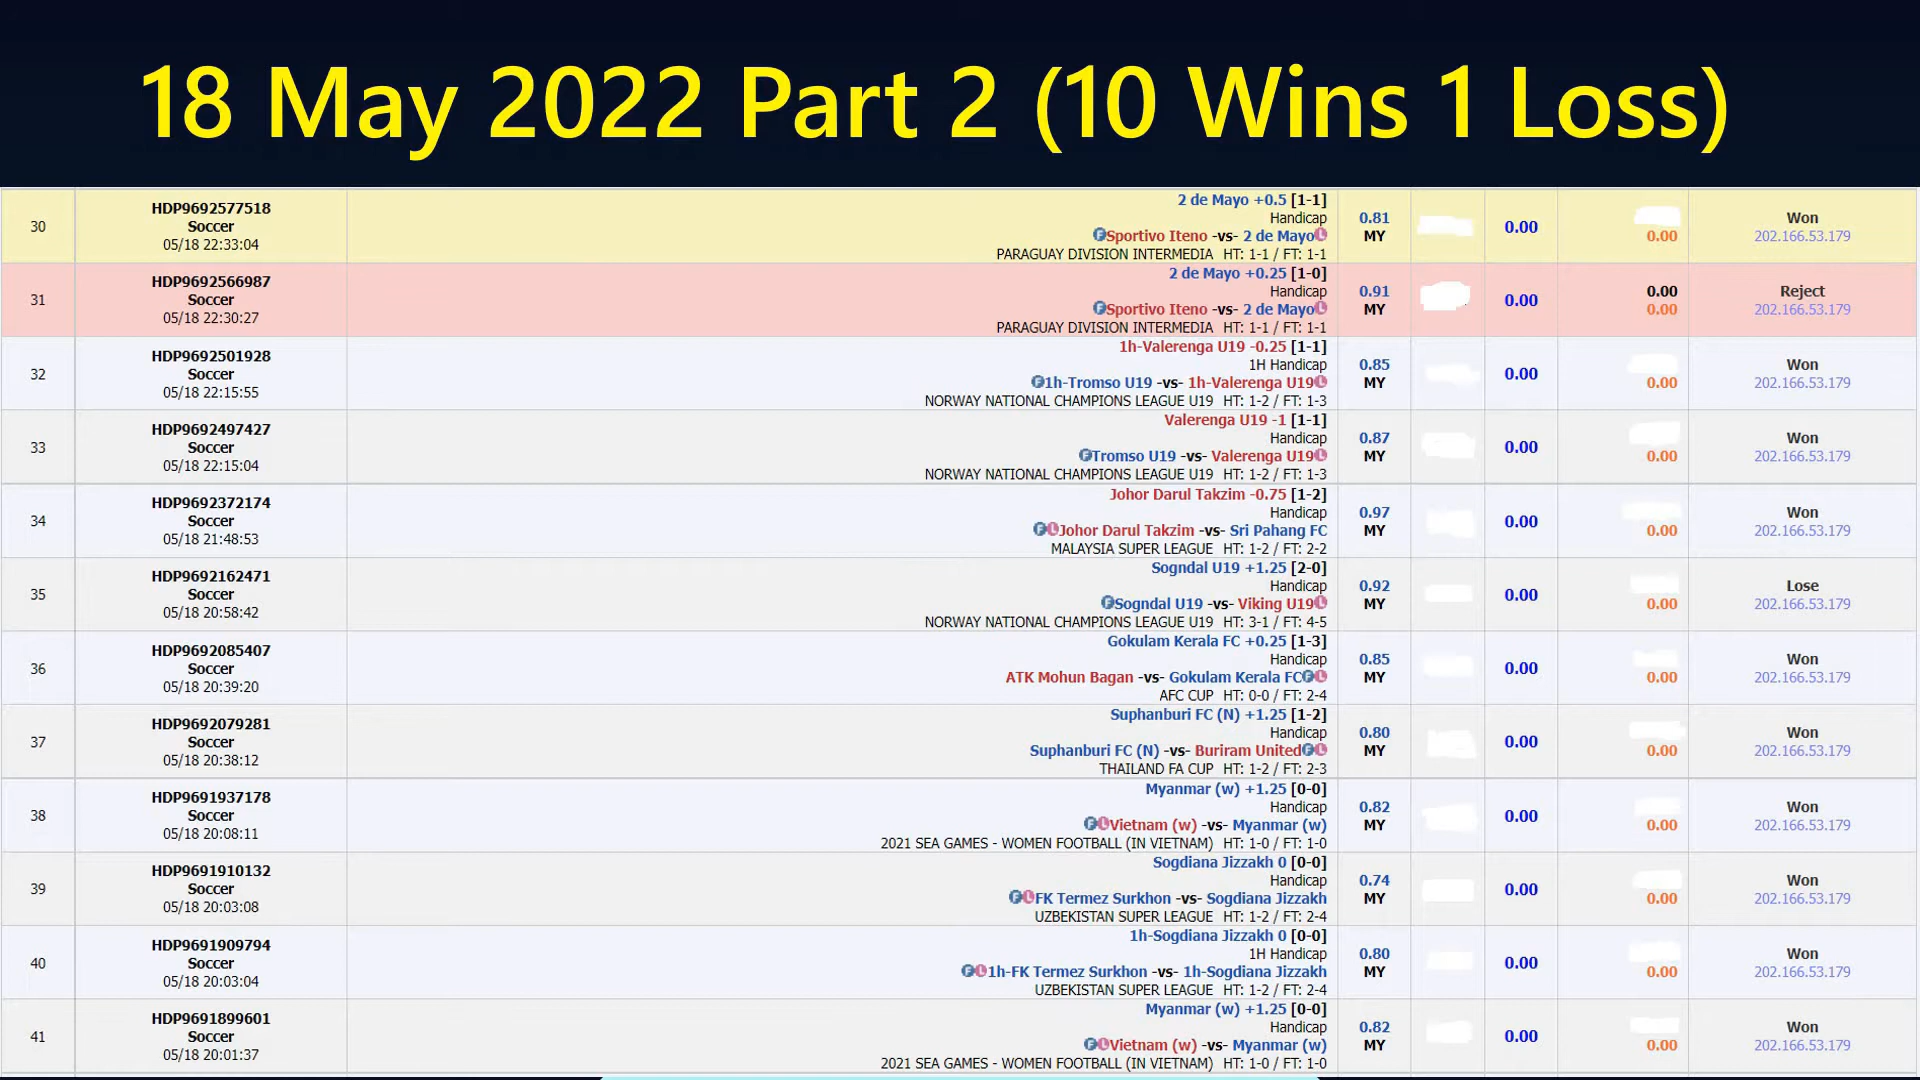 18 May 2022 Part 2 (10 Wins 1 Loss)
30
HDP9692577518
Soccer
05/18 22:33:04
2 de Mayo +0.5 [1-1]
Handicap
F Sportivo Iteno -vs- 2 de Mayo L
PARAGUAY DIVISION INTERMEDIA HT: 1-1 / FT: 1-1
0.81
MY
0.00
0.00
Won
202.166.53.179
31
HDP9692566987
Soccer
05/18 22:30:27
2 de Mayo +0.25 [1-0]
Handicap
F Sportivo Iteno -vs- 2 de Mayo L
PARAGUAY DIVISION INTERMEDIA HT: 1-1 / FT: 1-1
0.91
MY
0.00
0.00
0.00
Reject
202.166.53.179
32
HDP9692501928
Soccer
05/18 22:15:55
1h-Valerenga U19 -0.25 [1-1]
1H Handicap
F 1h-Tromso U19 -vs- 1h-Valerenga U19 L
NORWAY NATIONAL CHAMPIONS LEAGUE U19 HT: 1-2 / FT: 1-3
0.85
MY
0.00
0.00
Won
202.166.53.179
33
HDP9692497427
Soccer
05/18 22:15:04
Valerenga U19 -1 [1-1]
Handicap
F Tromso U19 -vs- Valerenga U19 L
NORWAY NATIONAL CHAMPIONS LEAGUE U19 HT: 1-2 / FT: 1-3
0.87
MY
0.00
0.00
Won
202.166.53.179
34
HDP9692372174
Soccer
05/18 21:48:53
Johor Darul Takzim -0.75 [1-2]
Handicap
F L Johor Darul Takzim -vs- Sri Pahang FC
MALAYSIA SUPER LEAGUE HT: 1-2 / FT: 2-2
0.97
MY
0.00
0.00
Won
202.166.53.179
35
HDP9692162471
Soccer
05/18 20:58:42
Sogndal U19 +1.25 [2-0]
Handicap
F Sogndal U19 -vs- Viking U19 L
NORWAY NATIONAL CHAMPIONS LEAGUE U19 HT: 3-1 / FT: 4-5
0.92
MY
0.00
0.00
Lose
202.166.53.179
36
HDP9692085407
Soccer
05/18 20:39:20
Gokulam Kerala FC +0.25 [1-3]
Handicap
ATK Mohun Bagan -vs- Gokulam Kerala FC F L
AFC CUP HT: 0-0 / FT: 2-4
0.85
MY
0.00
0.00
Won
202.166.53.179
37
HDP9692079281
Soccer
05/18 20:38:12
Suphanburi FC (N) +1.25 [1-2]
Handicap
Suphanburi FC (N) -vs- Buriram United F L
THAILAND FA CUP HT: 1-2 / FT: 2-3
0.80
MY
0.00
0.00
Won
202.166.53.179
38
HDP9691937178
Soccer
05/18 20:08:11
Myanmar (w) +1.25 [0-0]
Handicap
F L Vietnam (w) -vs- Myanmar (w)
2021 SEA GAMES - WOMEN FOOTBALL (IN VIETNAM) HT: 1-0 / FT: 1-0
0.82
MY
0.00
0.00
Won
202.166.53.179
39
HDP9691910132
Soccer
05/18 20:03:08
Sogdiana Jizzakh 0 [0-0]
Handicap
F L FK Termez Surkhon -vs- Sogdiana Jizzakh
UZBEKISTAN SUPER LEAGUE HT: 1-2 / FT: 2-4
0.74
MY
0.00
0.00
Won
202.166.53.179
40
HDP9691909794
Soccer
05/18 20:03:04
1h-Sogdiana Jizzakh 0 [0-0]
1H Handicap
F L 1h-FK Termez Surkhon -vs- 1h-Sogdiana Jizzakh
UZBEKISTAN SUPER LEAGUE HT: 1-2 / FT: 2-4
0.80
MY
0.00
0.00
Won
202.166.53.179
41
HDP9691899601
Soccer
05/18 20:01:37
Myanmar (w) +1.25 [0-0]
Handicap
F L Vietnam (w) -vs- Myanmar (w)
2021 SEA GAMES - WOMEN FOOTBALL (IN VIETNAM) HT: 1-0 / FT: 1-0
0.82
MY
0.00
0.00
Won
202.166.53.179